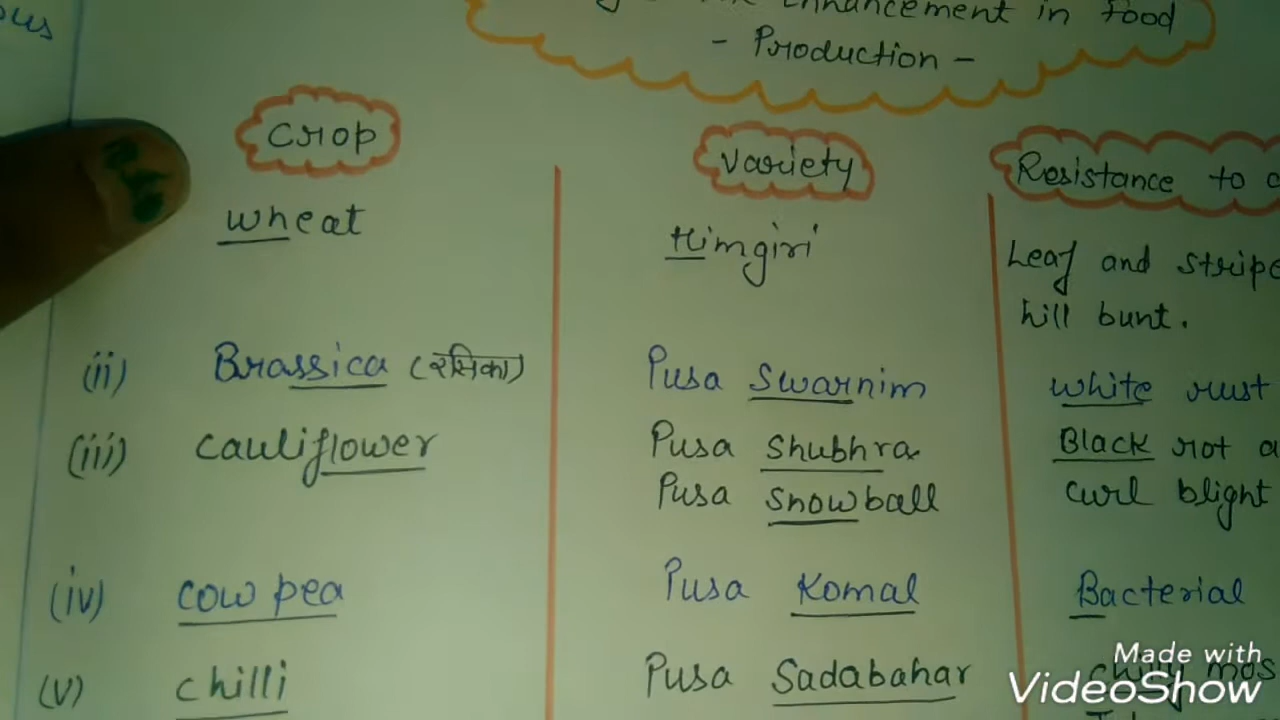 Enhancement in Food
- Production -
Crop Variety Resistance to
wheat Himgiri Leaf and stripe
hill bunt.
(ii) Brassica (रसिका) Pusa Swarnim white rust
(iii) cauliflower Pusa Shubhra Black rot
Pusa Snowball curl blight
(iv) cow pea Pusa Komal Bacterial
(v) chilli Pusa Sadabahar chilly mos
Made with
VideoShow